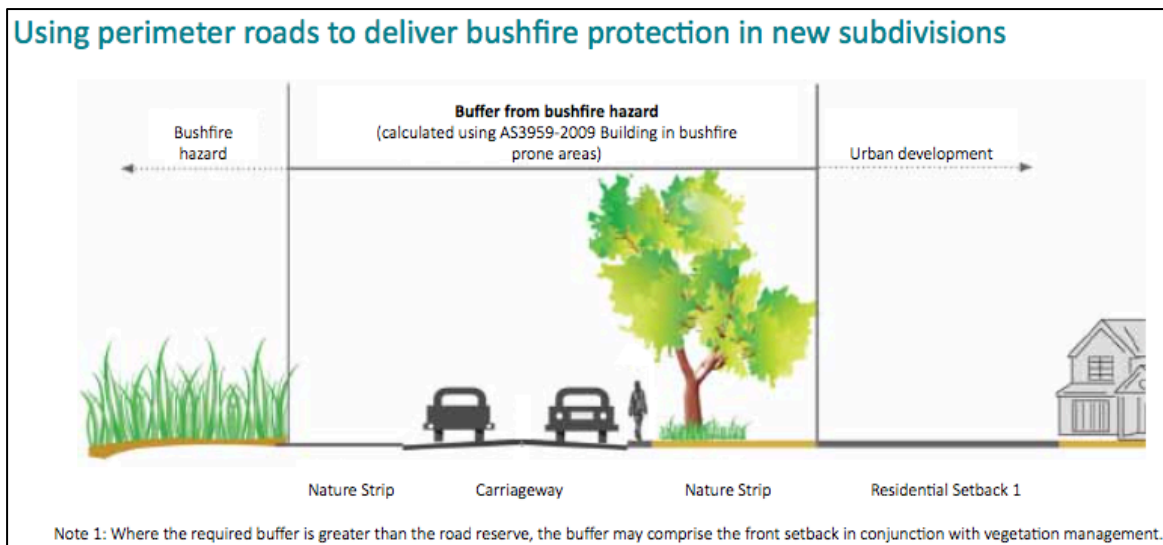 Using perimeter roads to deliver bushfire protection in new subdivisions
Buffer from bushfire hazard
(calculated using AS3959-2009 Building in bushfire
prone areas)
Bushfire
hazard
Urban development
Nature Strip
Carriageway
Nature Strip
Residential Setback 1
Note 1: Where the required buffer is greater than the road reserve, the buffer may comprise the front setback in conjunction with vegetation management.